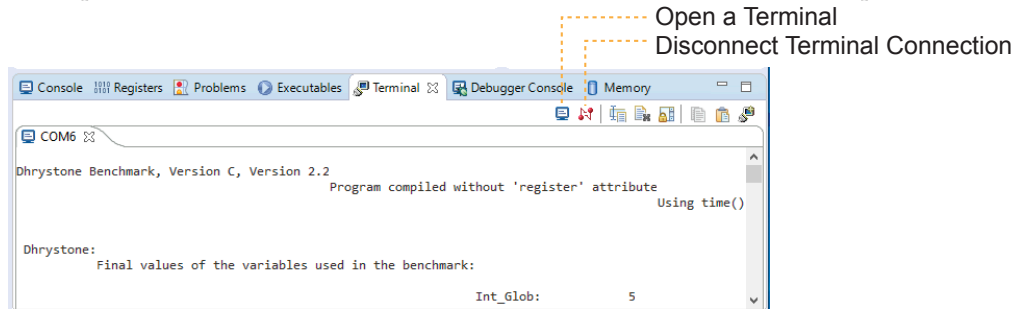 Open a Terminal
Disconnect Terminal Connection
Console Registers Problems Executables Terminal Debugger Console Memory
COM6
Dhrystone Benchmark, Version C, Version 2.2
Program compiled without 'register' attribute
Using time()
Dhrystone:
Final values of the variables used in the benchmark:
Int_Glob: 5